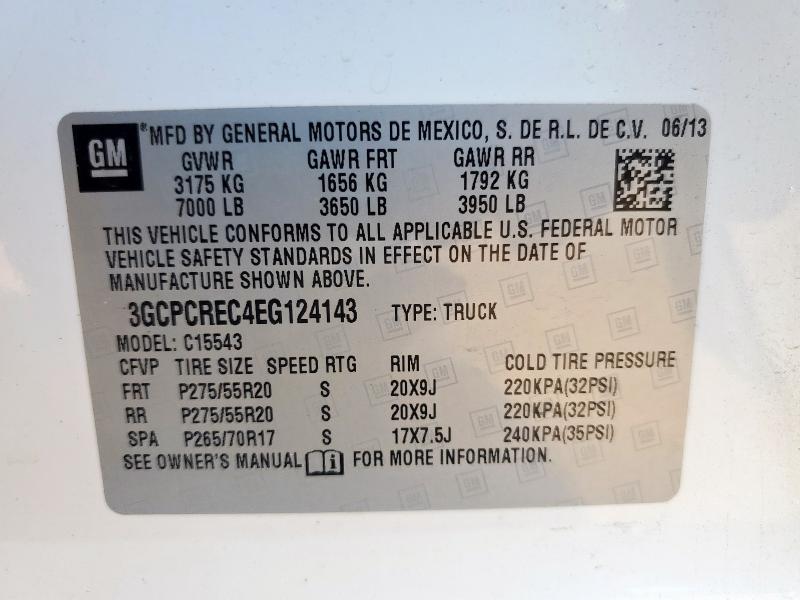 GM *MFD BY GENERAL MOTORS DE MEXICO, S. DE R.L. DE C.V. 06/13
GVWR GAWR FRT GAWR RR
3175 KG 1656 KG 1792 KG
7000 LB 3650 LB 3950 LB
THIS VEHICLE CONFORMS TO ALL APPLICABLE U.S. FEDERAL MOTOR
VEHICLE SAFETY STANDARDS IN EFFECT ON THE DATE OF
MANUFACTURE SHOWN ABOVE.
3GCPCREC4EG124143 TYPE: TRUCK
MODEL: C15543
CFVP TIRE SIZE SPEED RTG RIM COLD TIRE PRESSURE
FRT P275/55R20 S 20X9J 220KPA(32PSI)
RR P275/55R20 S 20X9J 220KPA(32PSI)
SPA P265/70R17 S 17X7.5J 240KPA(35PSI)
SEE OWNER'S MANUAL i FOR MORE INFORMATION.